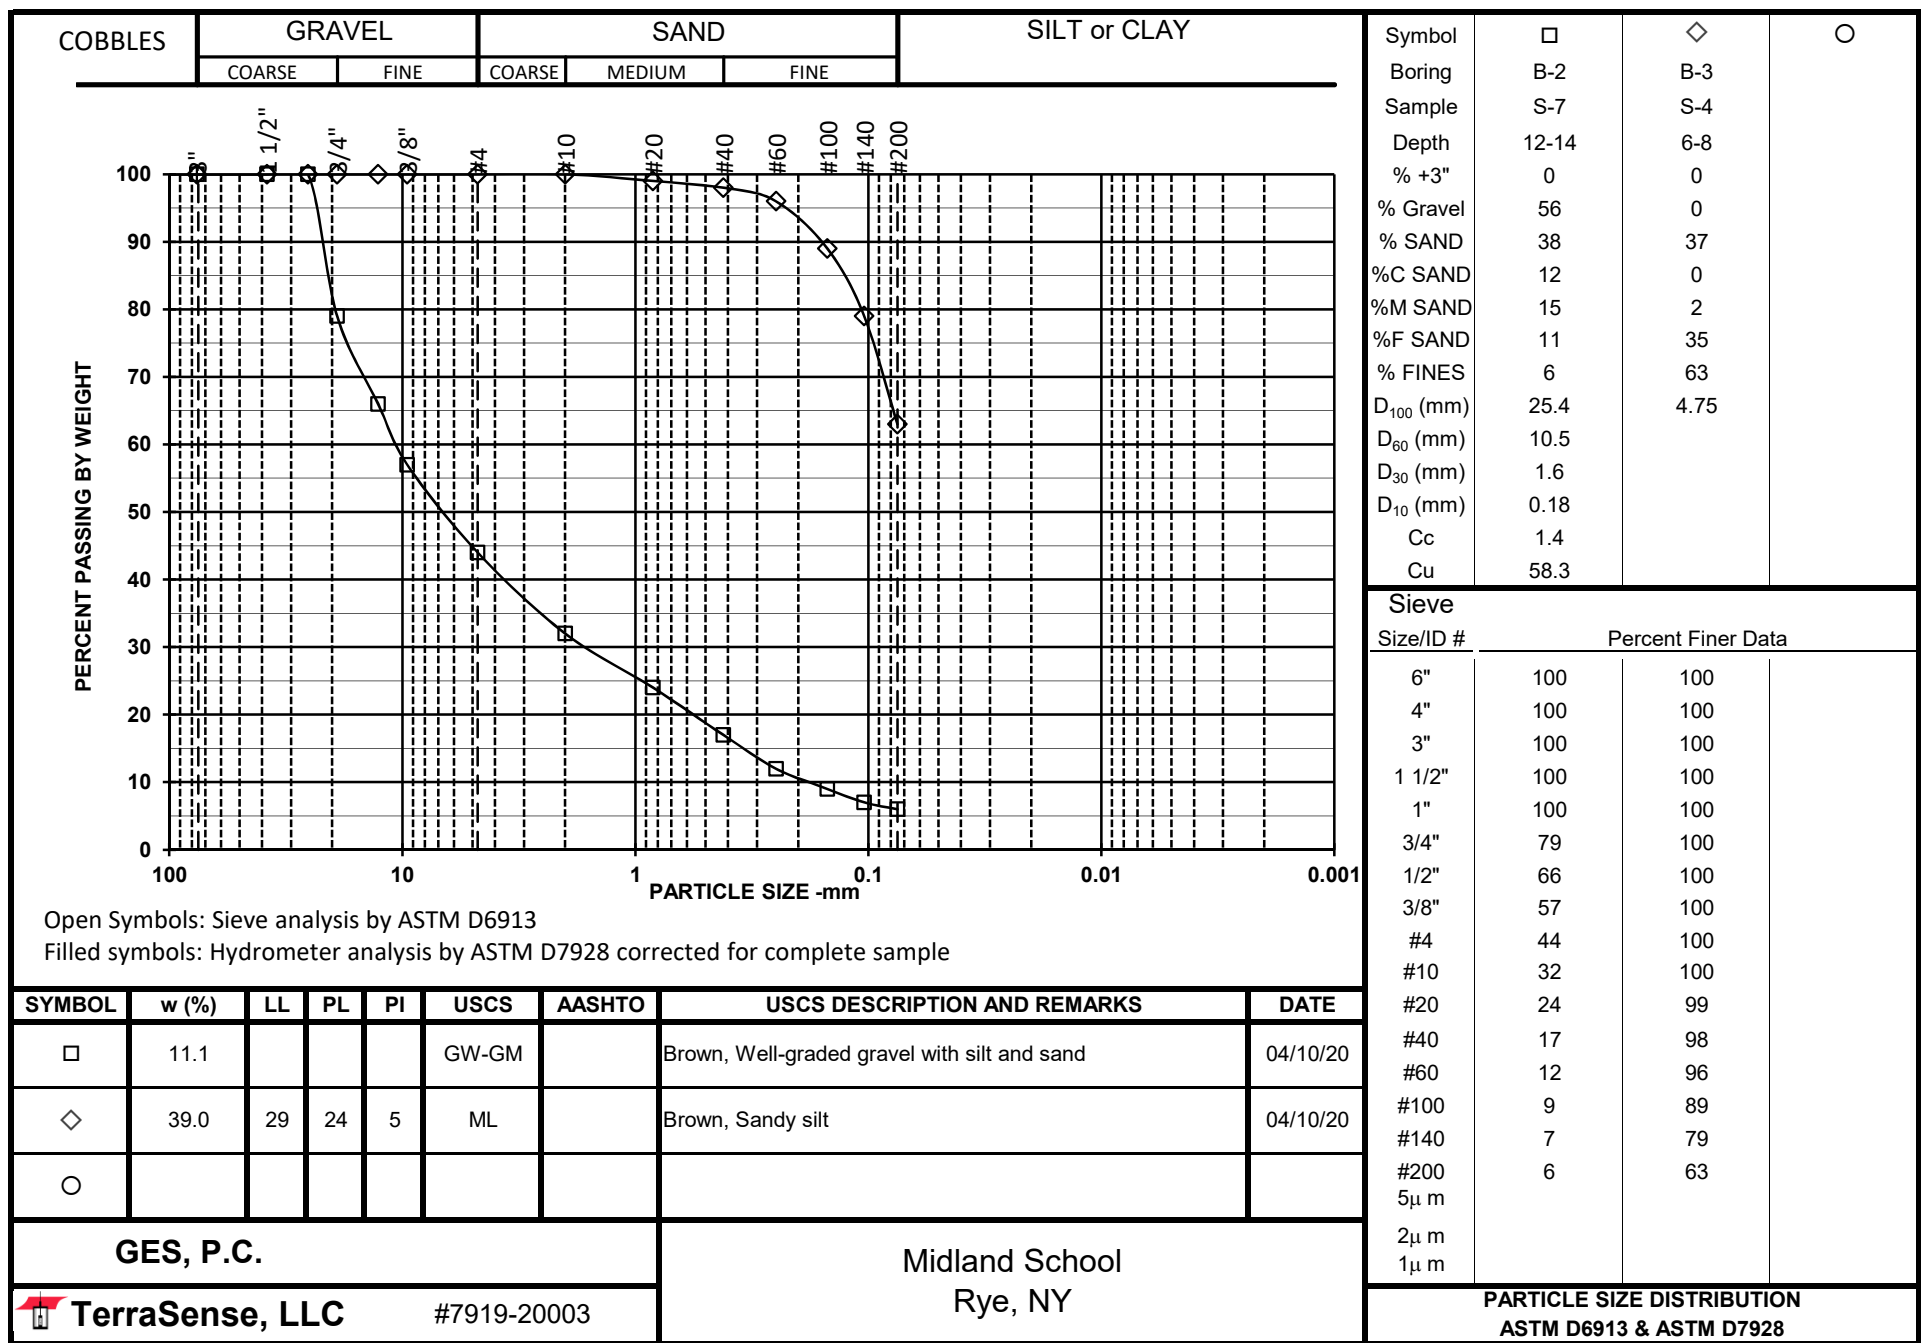 COBBLES GRAVEL SAND SILT or CLAY
COARSE FINE COARSE MEDIUM FINE
3" 1 1/2" 3/4" 3/8" #4 #10 #20 #40 #60 #100 #140 #200
PERCENT PASSING BY WEIGHT
100
90
80
70
60
50
40
30
20
10
0
100 10 1 0.1 0.01 0.001
PARTICLE SIZE -mm
Open Symbols: Sieve analysis by ASTM D6913
Filled symbols: Hydrometer analysis by ASTM D7928 corrected for complete sample
Symbol
Boring B-2 B-3
Sample S-7 S-4
Depth 12-14 6-8
% +3" 0 0
% Gravel 56 0
% SAND 38 37
%C SAND 12 0
%M SAND 15 2
%F SAND 11 35
% FINES 6 63
D100 (mm) 25.4 4.75
D60 (mm) 10.5
D30 (mm) 1.6
D10 (mm) 0.18
Cc 1.4
Cu 58.3
Sieve
Size/ID # Percent Finer Data
6" 100 100
4" 100 100
3" 100 100
1 1/2" 100 100
1" 100 100
3/4" 79 100
1/2" 66 100
3/8" 57 100
#4 44 100
#10 32 100
#20 24 99
#40 17 98
#60 12 96
#100 9 89
#140 7 79
#200 6 63
5μ m
2μ m
1μ m
SYMBOL w (%) LL PL PI USCS AASHTO USCS DESCRIPTION AND REMARKS DATE
11.1 GW-GM Brown, Well-graded gravel with silt and sand 04/10/20
39.0 29 24 5 ML Brown, Sandy silt 04/10/20
GES, P.C.
TerraSense, LLC #7919-20003
Midland School
Rye, NY
PARTICLE SIZE DISTRIBUTION
ASTM D6913 & ASTM D7928